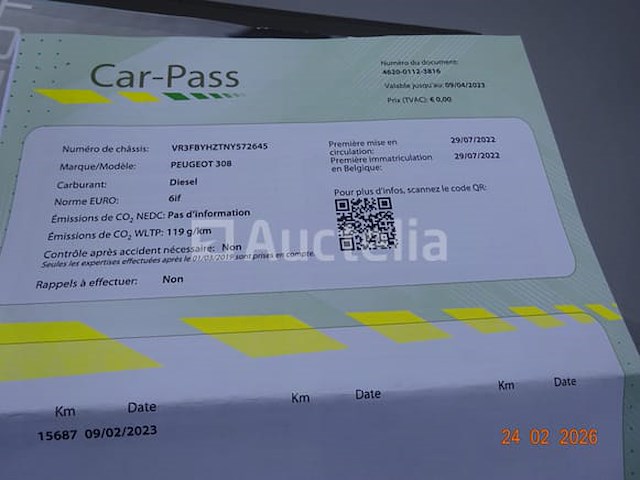 Car-Pass
Numéro du document:
4620-0112-3816
Valable jusqu'au: 09/04/2023
Prix (TVAC): € 0,00
Numéro de châssis: VR3FBYHZTNY572645
Marque/Modèle: PEUGEOT 308
Carburant: Diesel
Norme EURO: 6if
Émissions de CO2 NEDC: Pas d'information
Émissions de CO2 WLTP: 119 g/km
Contrôle après accident nécessaire: Non
Seules les expertises effectuées après le 01/03/2019 sont prises en compte.
Rappels à effectuer: Non
Première mise en circulation: 29/07/2022
Première immatriculation en Belgique: 29/07/2022
Pour plus d'infos, scannez le code QR:
Auctelia
Km Date Km Date Km Date
15687 09/02/2023
24 02 2026